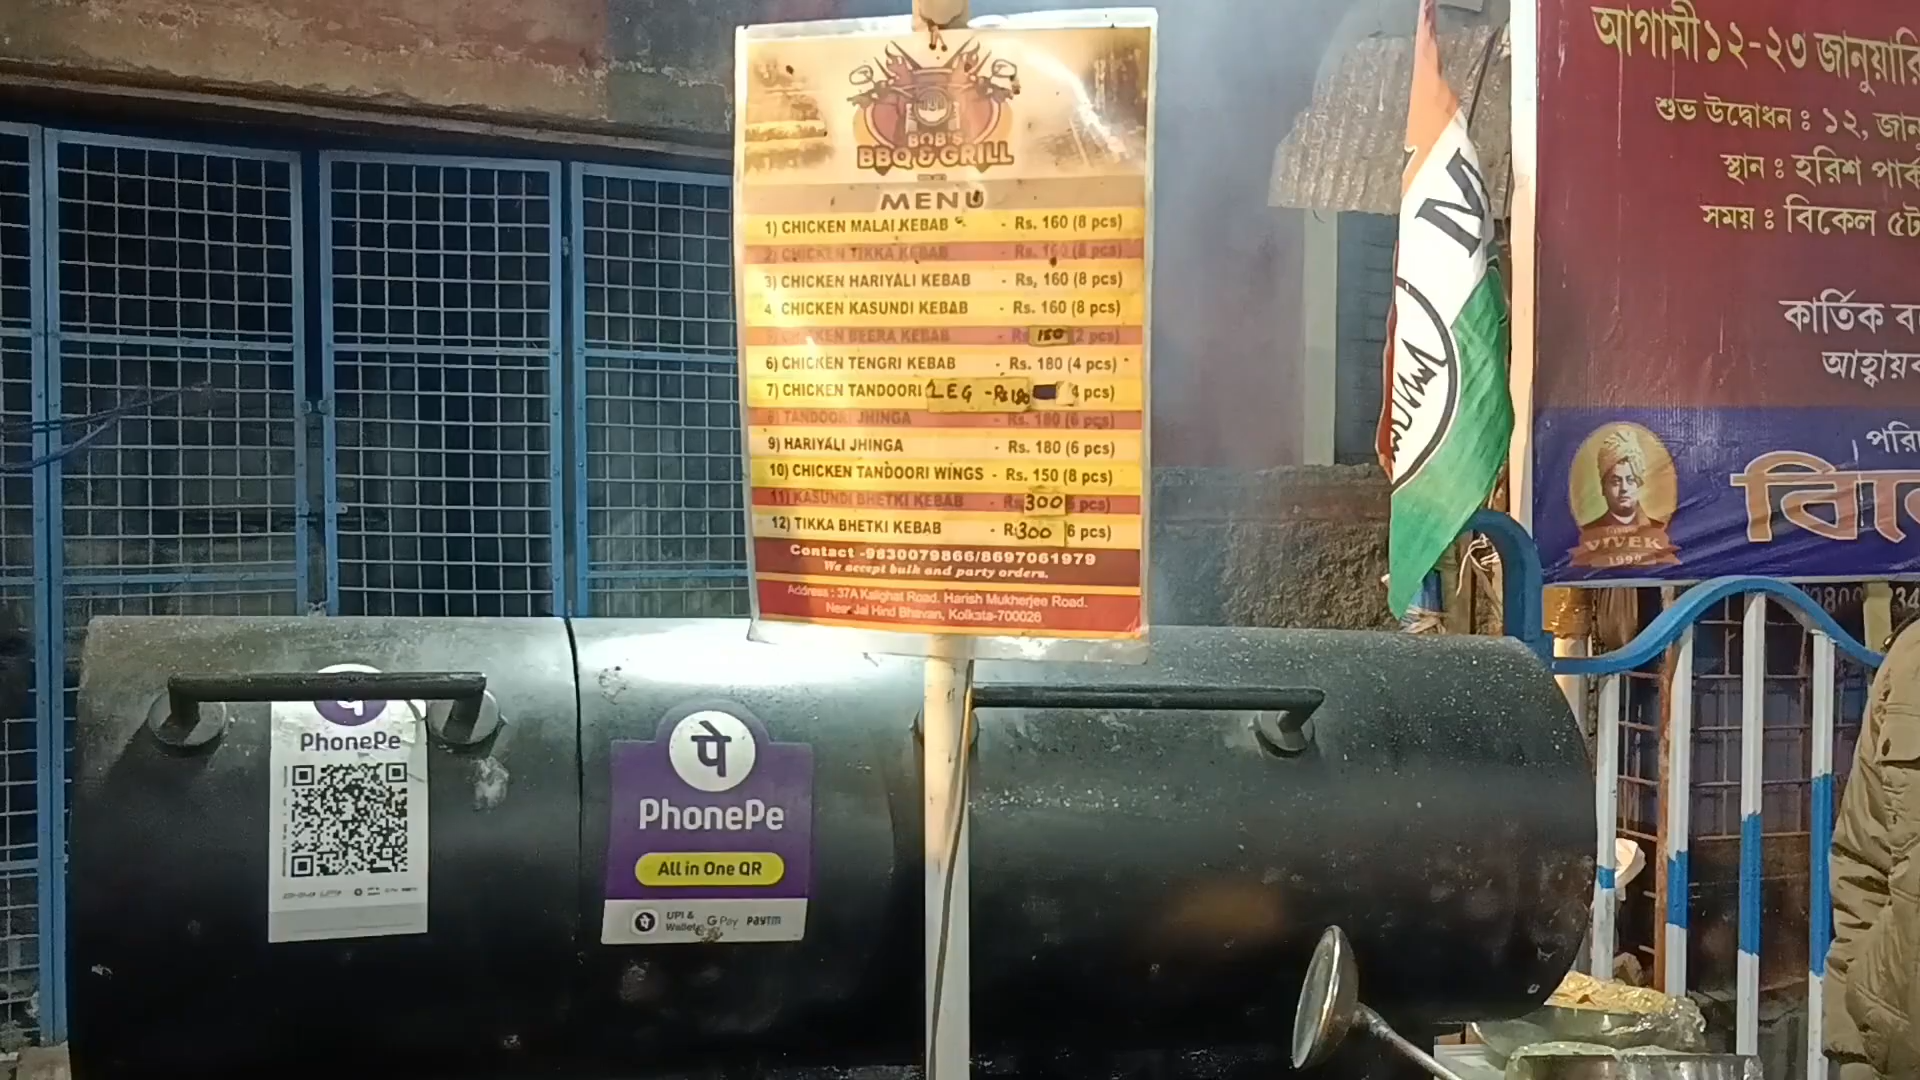 BOB'S
BBQ & GRILL
MENU
1) CHICKEN MALAI KEBAB - Rs. 160 (8 pcs)
2) CHICKEN TIKKA KEBAB - Rs. 160 (8 pcs)
3) CHICKEN HARIYALI KEBAB - Rs. 160 (8 pcs)
4 CHICKEN KASUNDI KEBAB - Rs. 160 (8 pcs)
CHICKEN REERA KEBAB - Rs 150 (2 pcs)
6) CHICKEN TENGRI KEBAB - Rs. 180 (4 pcs)
7) CHICKEN TANDOORI LEG - Rs 180 4 pcs)
8) TANDOORI JHINGA - Rs. 180 (6 pcs)
9) HARIYALI JHINGA - Rs. 180 (6 pcs)
10) CHICKEN TANDOORI WINGS - Rs. 150 (8 pcs)
11) KASUNDI BHETKI KEBAB - Rs 300 pcs)
12) TIKKA BHETKI KEBAB - R 300 6 pcs)
Contact -9830079866/8697061979
We accept bulk and party orders.
Address : 37A Kalighat Road. Harish Mukherjee Road.
Near Jai Hind Bhavan, Kolkata-700026
PhonePe
पे
PhonePe
All in One QR
UPI & Wallets G Pay Paytm
M
আগামী ১২-২৩ জানুয়ারি
শুভ উদ্বোধন : ১২, জানু
স্থান : হরিশ পার্ক
সময় : বিকেল ৫টা
কার্তিক ব
আহ্বায়ক
পরি
বিবে
VIVEK
1990